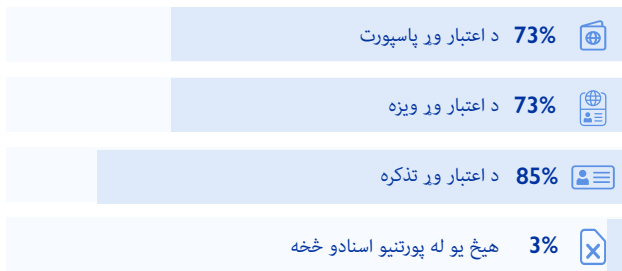 73% د اعتبار وړ پاسپورت
73% د اعتبار وړ ویزه
85% د اعتبار وړ تذکره
3% هیڅ یو له پورتنیو اسنادو څخه